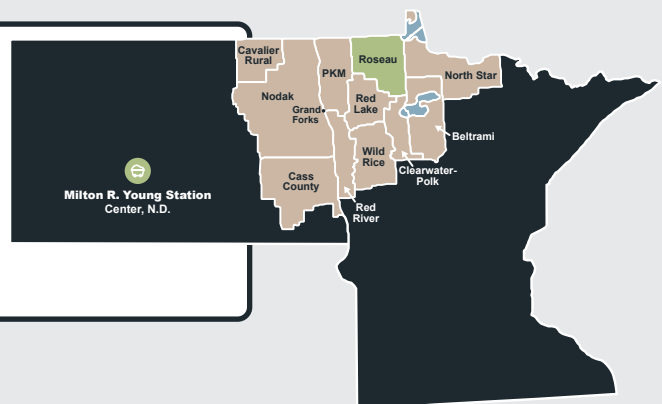 Cavalier
Rural
PKM
Roseau
North Star
Nodak
Red
Lake
Grand
Forks
Beltrami
Wild
Rice
Clearwater-
Polk
Cass
County
Red
River
Milton R. Young Station
Center, N.D.